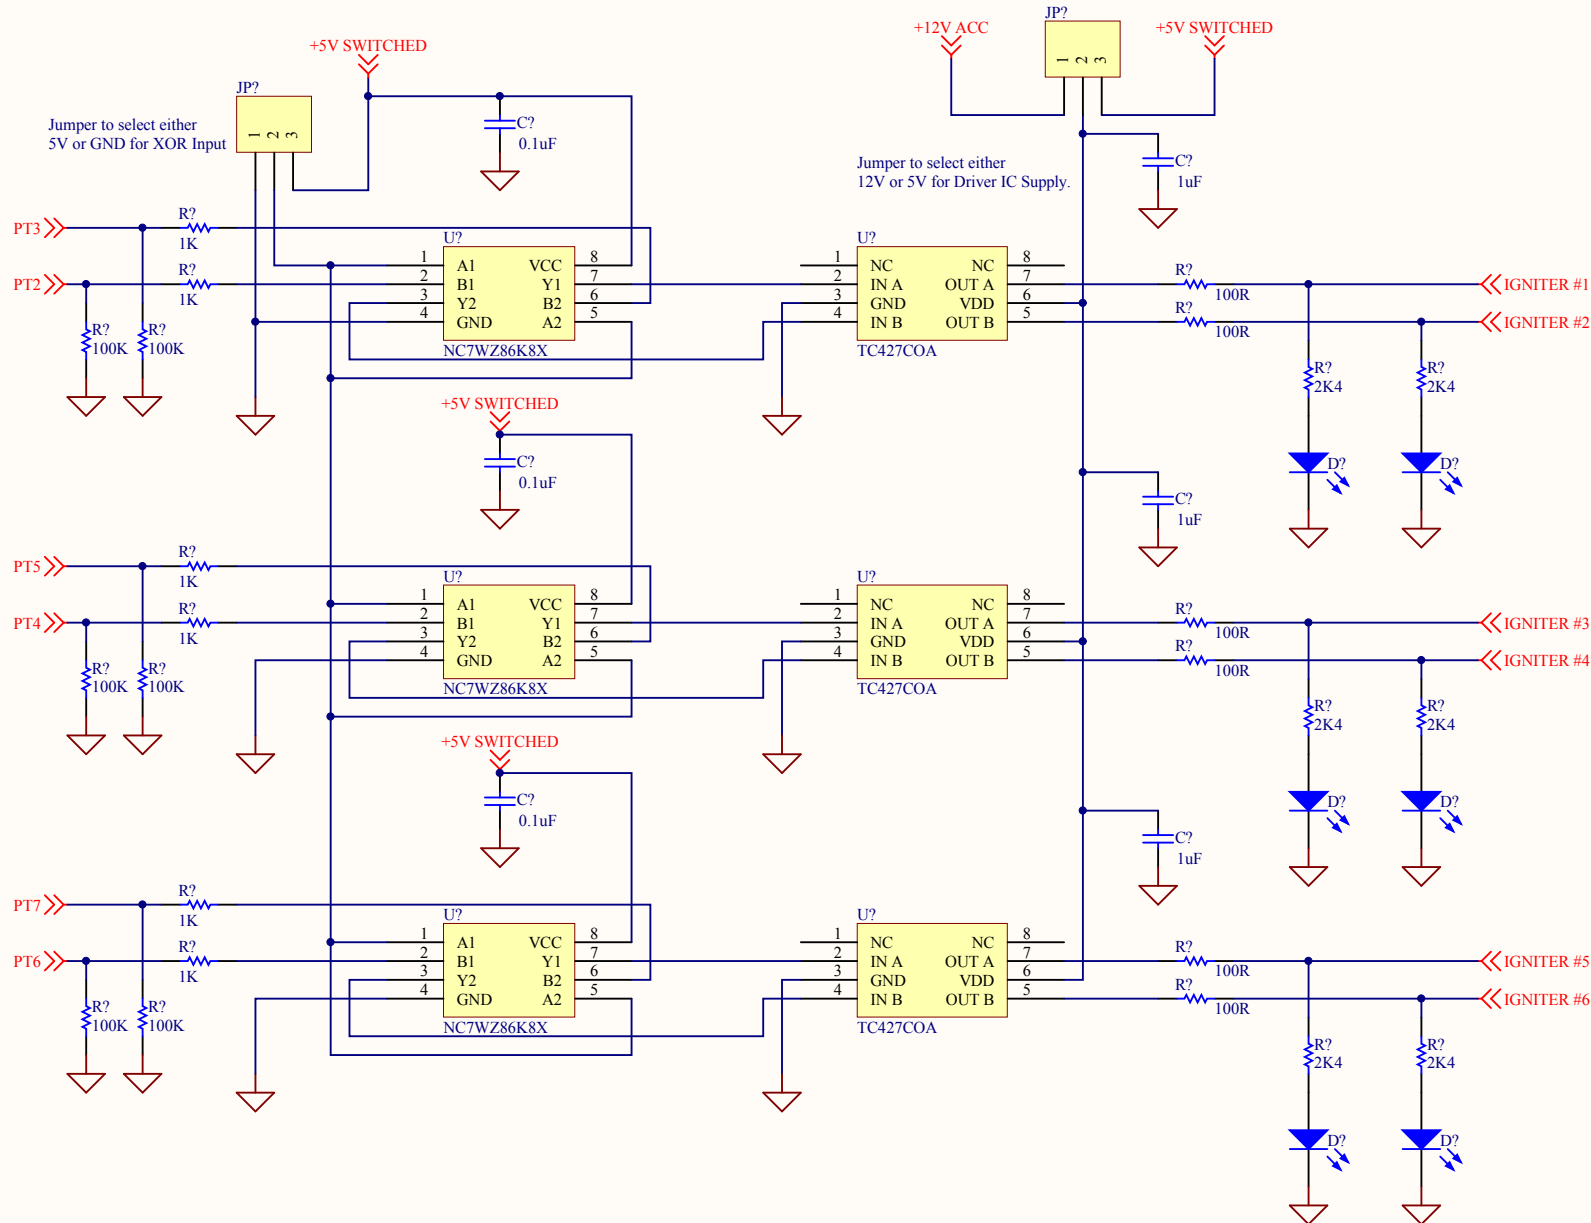 +12V ACC
JP?
+5V SWITCHED
1 2 3
+5V SWITCHED
JP?
Jumper to select either
5V or GND for XOR Input
1 2 3
C?
0.1uF
Jumper to select either
12V or 5V for Driver IC Supply.
C?
1uF
PT3
R?
1K
PT2
R?
1K
R?
100K
R?
100K
U?
1 A1 VCC 8
2 B1 Y1 7
3 Y2 B2 6
4 GND A2 5
NC7WZ86K8X
U?
1 NC NC 8
2 IN A OUT A 7
3 GND VDD 6
4 IN B OUT B 5
TC427COA
R?
100R
IGNITER #1
R?
100R
IGNITER #2
R?
2K4
R?
2K4
D?
D?
+5V SWITCHED
C?
0.1uF
C?
1uF
PT5
R?
1K
PT4
R?
1K
R?
100K
R?
100K
U?
1 A1 VCC 8
2 B1 Y1 7
3 Y2 B2 6
4 GND A2 5
NC7WZ86K8X
U?
1 NC NC 8
2 IN A OUT A 7
3 GND VDD 6
4 IN B OUT B 5
TC427COA
R?
100R
IGNITER #3
R?
100R
IGNITER #4
R?
2K4
R?
2K4
D?
D?
+5V SWITCHED
C?
0.1uF
C?
1uF
PT7
R?
1K
PT6
R?
1K
R?
100K
R?
100K
U?
1 A1 VCC 8
2 B1 Y1 7
3 Y2 B2 6
4 GND A2 5
NC7WZ86K8X
U?
1 NC NC 8
2 IN A OUT A 7
3 GND VDD 6
4 IN B OUT B 5
TC427COA
R?
100R
IGNITER #5
R?
100R
IGNITER #6
R?
2K4
R?
2K4
D?
D?